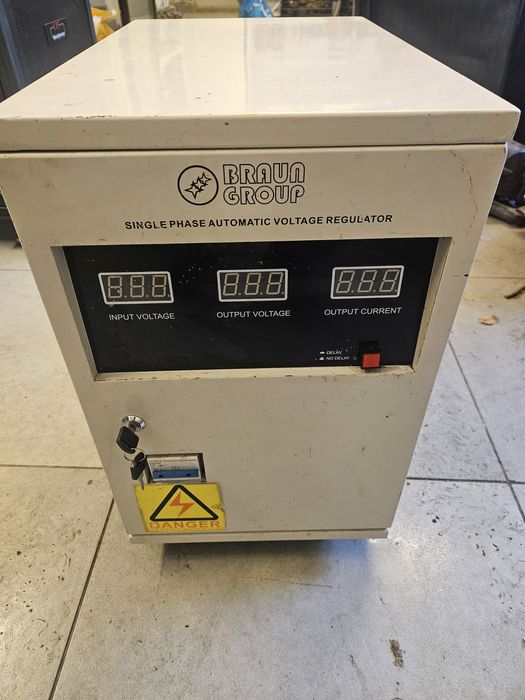 BRAUN
GROUP
SINGLE PHASE AUTOMATIC VOLTAGE REGULATOR
INPUT VOLTAGE
OUTPUT VOLTAGE
OUTPUT CURRENT
DELAY
NO DELAY
DANGER